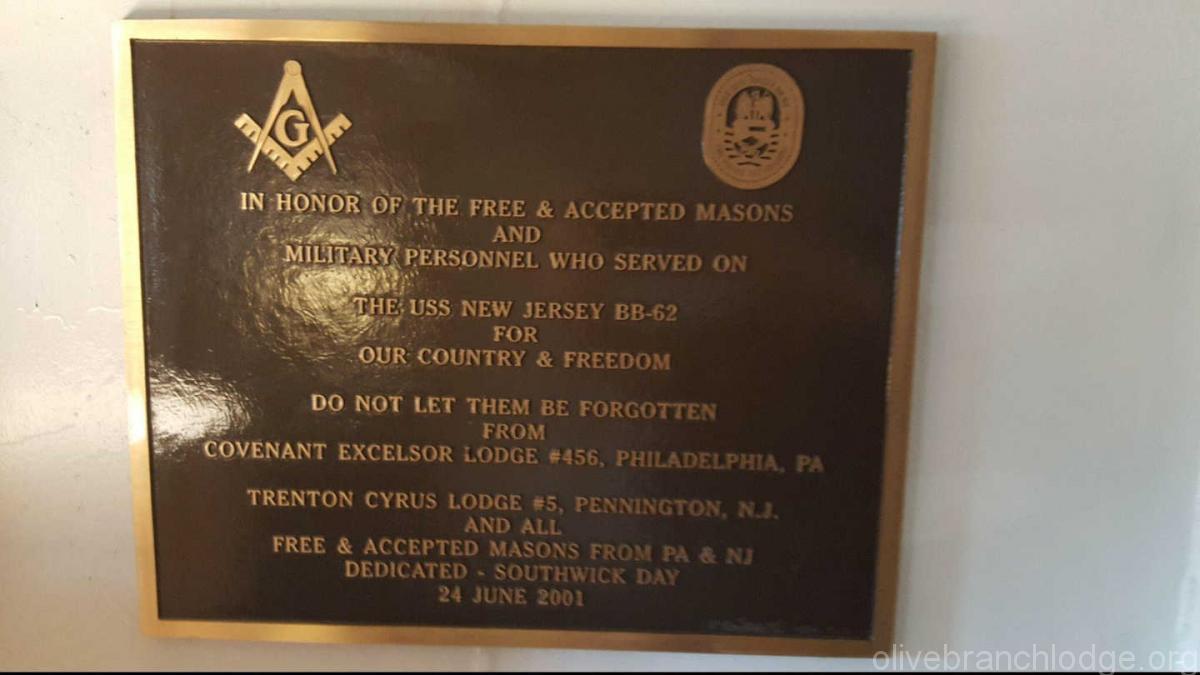 G
IN HONOR OF THE FREE & ACCEPTED MASONS
AND
MILITARY PERSONNEL WHO SERVED ON
THE USS NEW JERSEY BB-62
FOR
OUR COUNTRY & FREEDOM
DO NOT LET THEM BE FORGOTTEN
FROM
COVENANT EXCELSOR LODGE #456, PHILADELPHIA, PA
TRENTON CYRUS LODGE #5, PENNINGTON, N.J.
AND ALL
FREE & ACCEPTED MASONS FROM PA & NJ
DEDICATED - SOUTHWICK DAY
24 JUNE 2001
olivebranchlodge.org